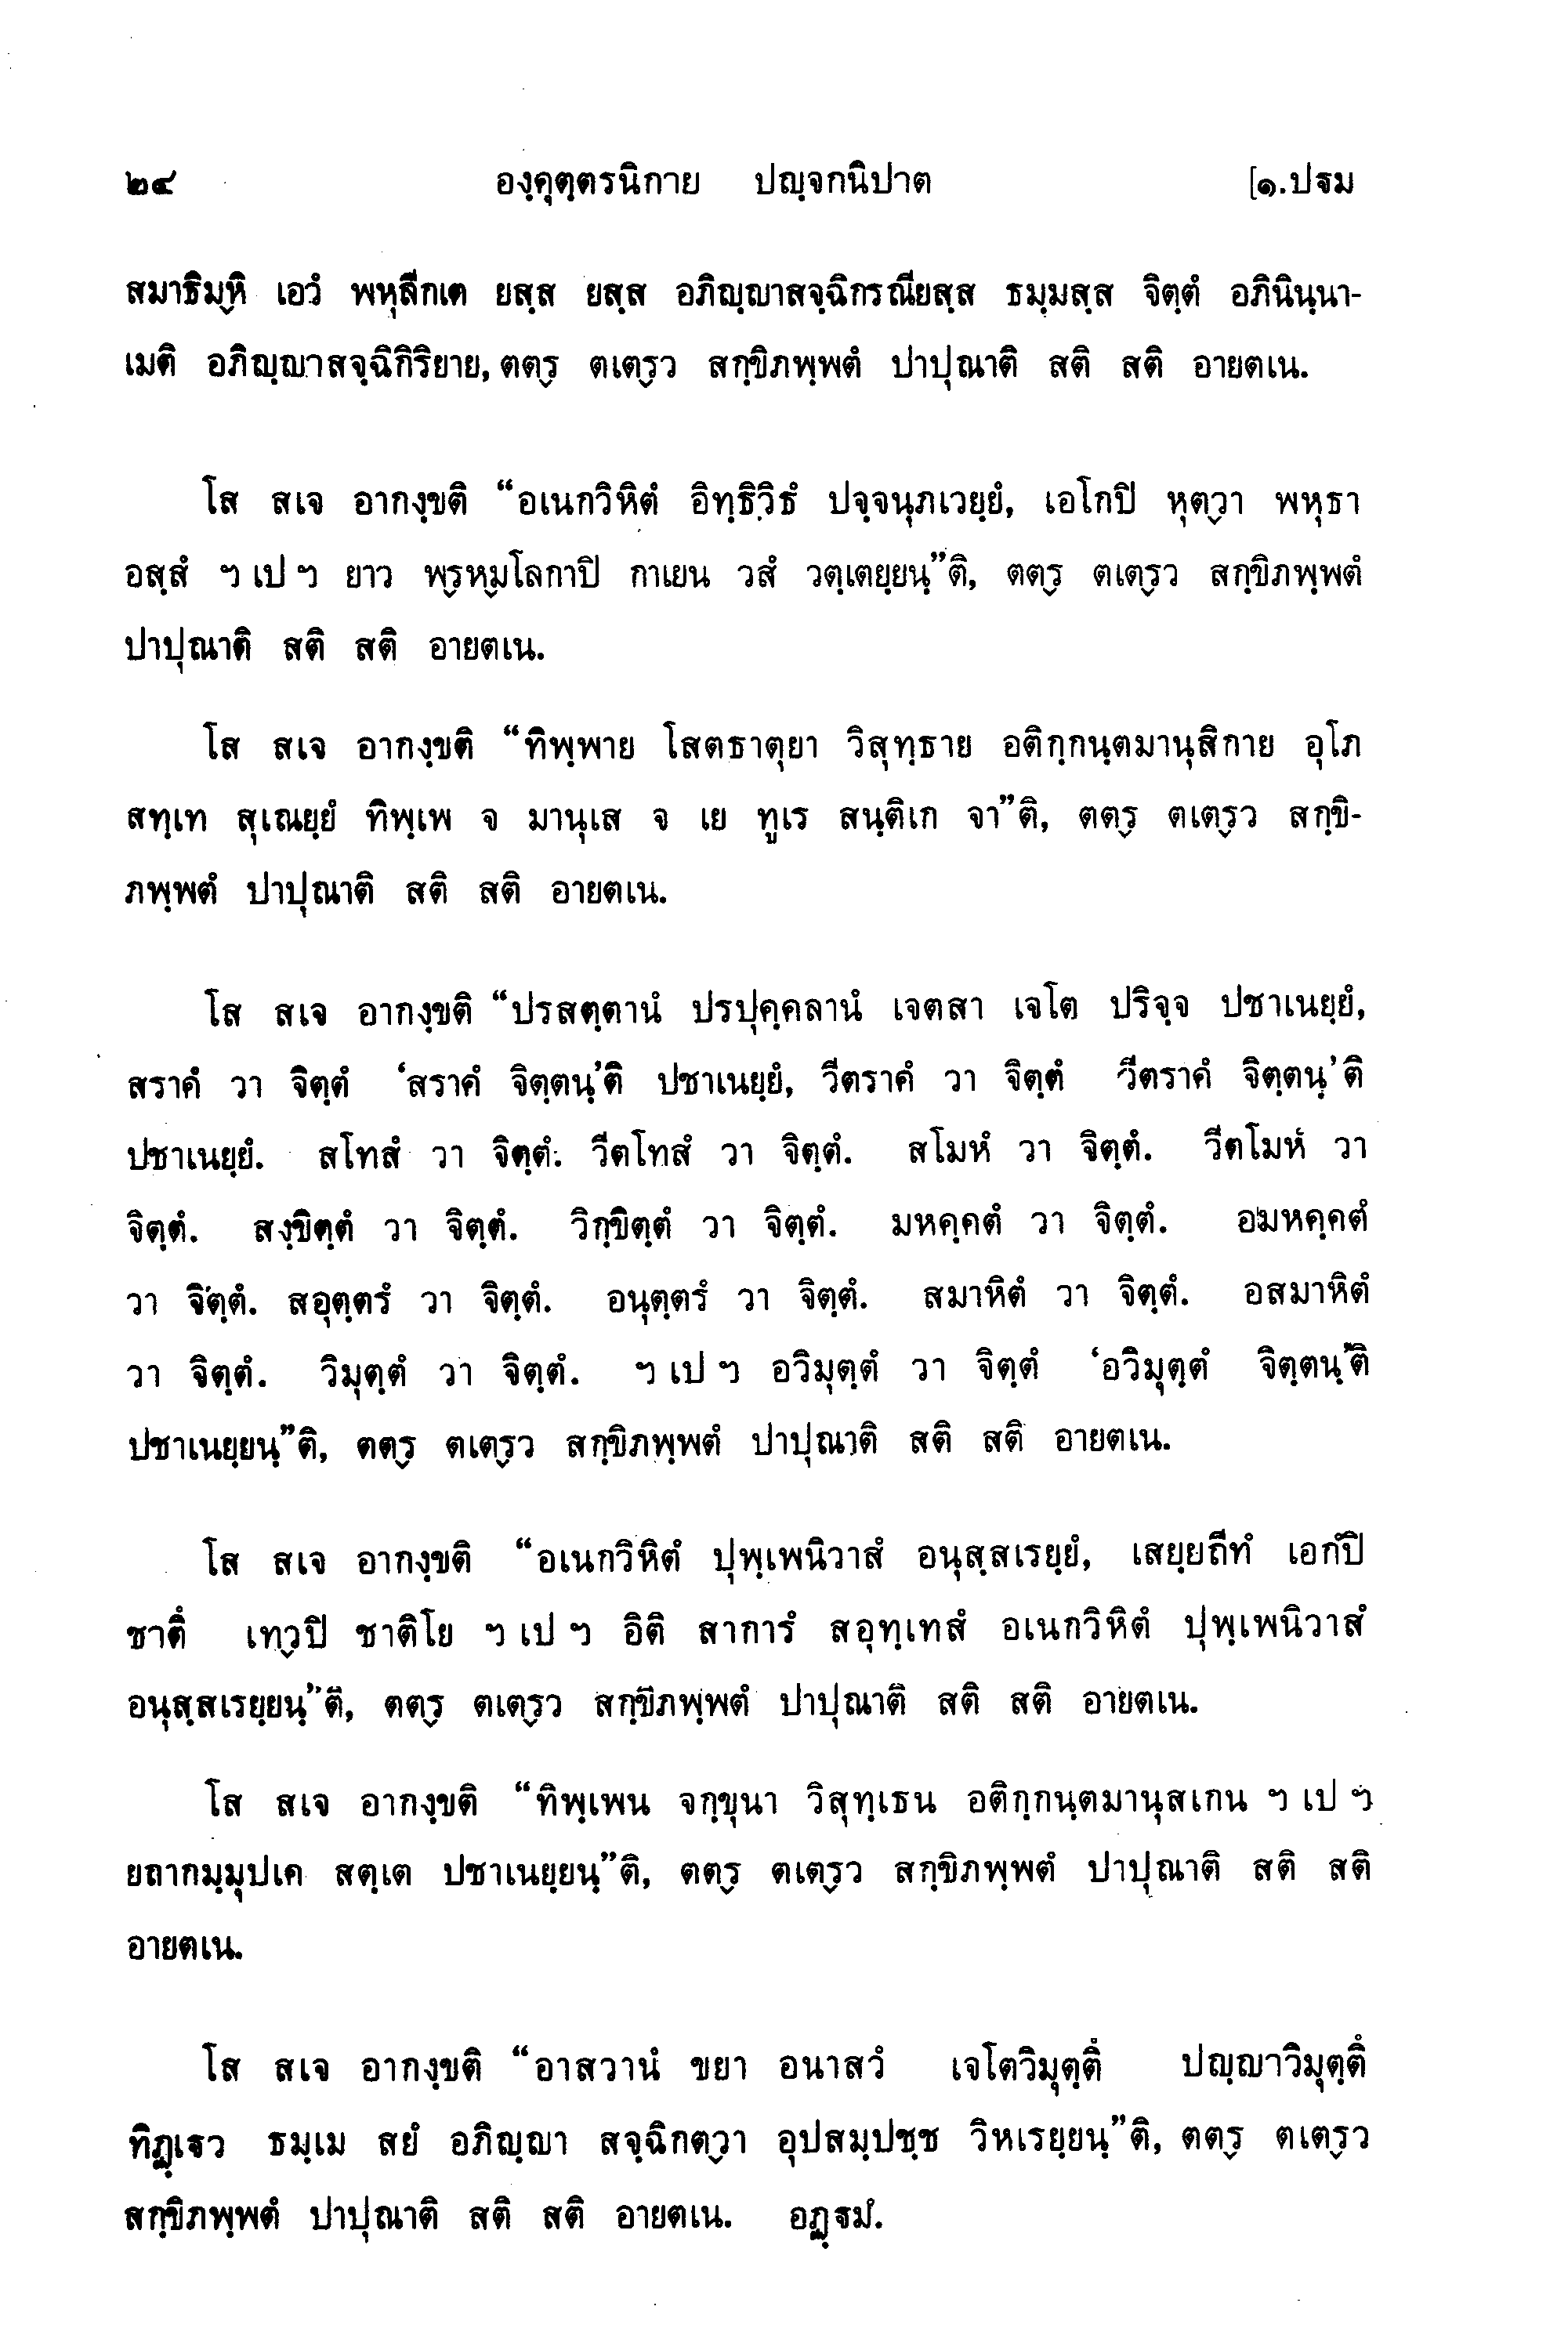 ๒๔ องฺคุตฺตรนิกาย ปญฺจกนิปาต [๑.ปฐม
สมาธิมฺหิ เอวํ พหุลีกเต ยสฺส ยสฺส อภิญฺญาสจฺฉิกรณียสฺส ธมฺมสฺส จิตฺตํ อภินินฺนา-
เมติ อภิญฺญาสจฺฉิกิริยาย, ตตฺร ตเตฺรว สกฺขิภพฺพตํ ปาปุณาติ สติ สติ อายตเน.
โส สเจ อากงฺขติ “อเนกวิหิตํ อิทฺธิวิธํ ปจฺจนุภเวยฺยํ, เอโกปิ หุตฺวา พหุธา
อสฺสํ ฯ เป ฯ ยาว พฺรหฺมโลกาปิ กาเยน วสํ วตฺเตยฺยนฺ”ติ, ตตฺร ตเตฺรว สกฺขิภพฺพตํ
ปาปุณาติ สติ สติ อายตเน.
โส สเจ อากงฺขติ “ทิพฺพาย โสตธาตุยา วิสุทฺธาย อติกฺกนฺตมานุสิกาย อุโภ
สทฺเท สุเณยฺยํ ทิพฺเพ จ มานุเส จ เย ทูเร สนฺติเก จา”ติ, ตตฺร ตเตฺรว สกฺขิ-
ภพฺพตํ ปาปุณาติ สติ สติ อายตเน.
โส สเจ อากงฺขติ “ปรสตฺตานํ ปรปุคฺคลานํ เจตสา เจโต ปริจฺจ ปชาเนยฺยํ,
สราคํ วา จิตฺตํ ‘สราคํ จิตฺตนฺ’ติ ปชาเนยฺยํ, วีตราคํ วา จิตฺตํ วีตราคํ จิตฺตนฺ’ติ
ปชาเนยฺยํ. สโทสํ วา จิตฺตํ. วีตโทสํ วา จิตฺตํ. สโมหํ วา จิตฺตํ. วีตโมหํ วา
จิตฺตํ. สงฺขิตฺตํ วา จิตฺตํ. วิกฺขิตฺตํ วา จิตฺตํ. มหคฺคตํ วา จิตฺตํ. อมหคฺคตํ
วา จิตฺตํ. สอุตฺตรํ วา จิตฺตํ. อนุตฺตรํ วา จิตฺตํ. สมาหิตํ วา จิตฺตํ. อสมาหิตํ
วา จิตฺตํ. วิมุตฺตํ วา จิตฺตํ. ฯ เป ฯ อวิมุตฺตํ วา จิตฺตํ ‘อวิมุตฺตํ จิตฺตนฺ’ติ
ปชาเนยฺยนฺ”ติ, ตตฺร ตเตฺรว สกฺขิภพฺพตํ ปาปุณาติ สติ สติ อายตเน.
โส สเจ อากงฺขติ “อเนกวิหิตํ ปุพฺเพนิวาสํ อนุสฺสเรยฺยํ, เสยฺยถีทํ เอกํปิ
ชาตึ เทฺวปิ ชาติโย ฯ เป ฯ อิติ สาการํ สอุทฺเทสํ อเนกวิหิตํ ปุพฺเพนิวาสํ
อนุสฺสเรยฺยนฺ”ติ, ตตฺร ตเตฺรว สกฺขิภพฺพตํ ปาปุณาติ สติ สติ อายตเน.
โส สเจ อากงฺขติ “ทิพฺเพน จกฺขุนา วิสุทฺเธน อติกฺกนฺตมานุสเกน ฯ เป ฯ
ยถากมฺมุปเค สตฺเต ปชาเนยฺยนฺ”ติ, ตตฺร ตเตฺรว สกฺขิภพฺพตํ ปาปุณาติ สติ สติ
อายตเน.
โส สเจ อากงฺขติ “อาสวานํ ขยา อนาสวํ เจโตวิมุตฺตึ ปญฺญาวิมุตฺตึ
ทิฏฺเฐว ธมฺเม สยํ อภิญฺญา สจฺฉิกตฺวา อุปสมฺปชฺช วิหเรยฺยนฺ”ติ, ตตฺร ตเตฺรว
สกฺขิภพฺพตํ ปาปุณาติ สติ สติ อายตเน. อฏฺฐมํ.